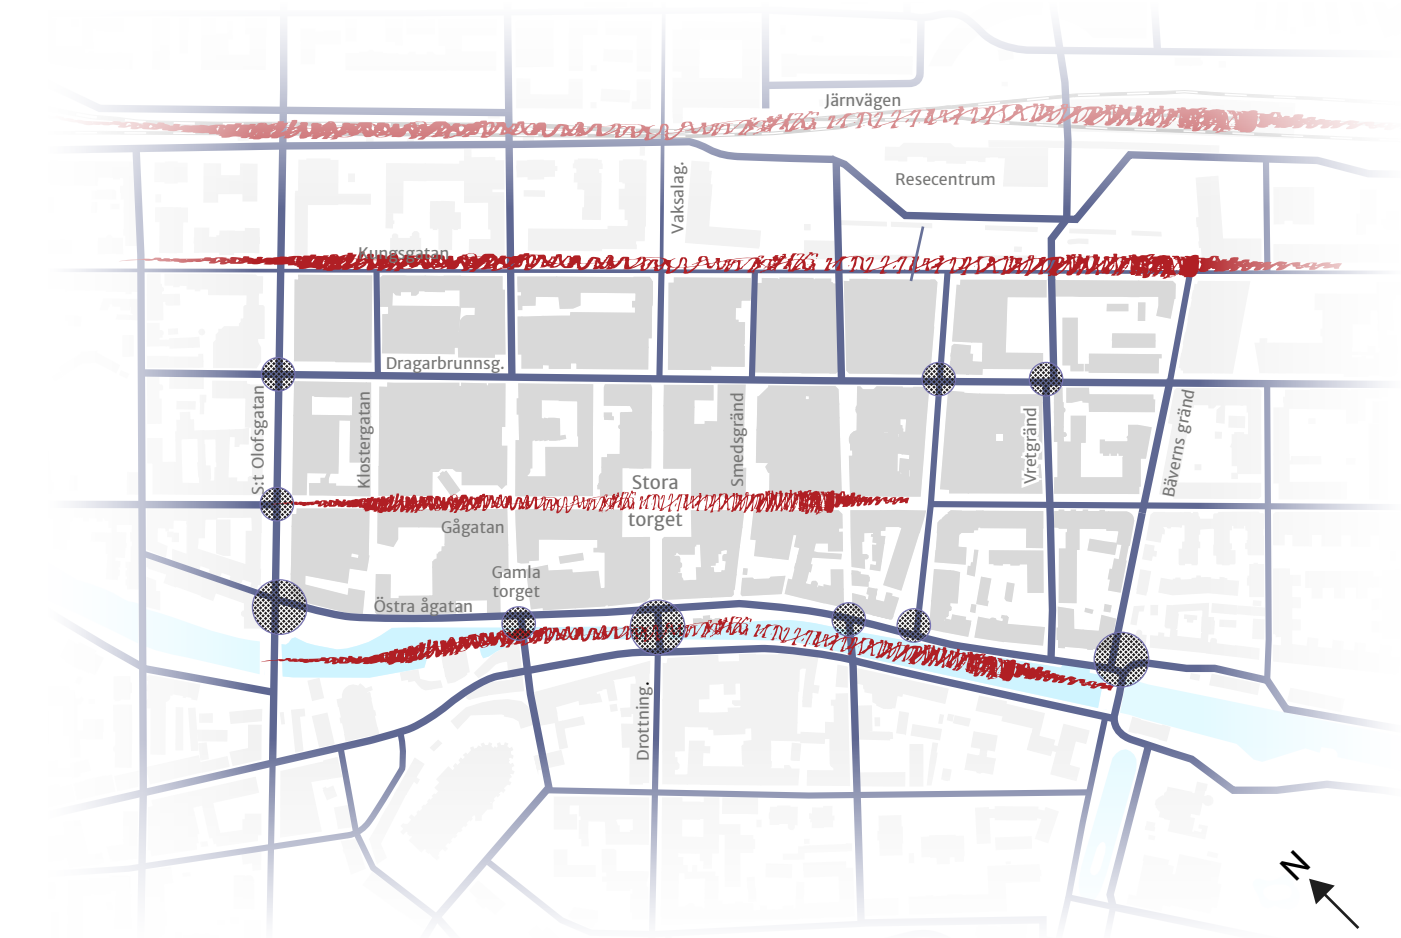 Järnvägen
Resecentrum
Vaksalag.
Kungsgatan
Dragarbrunnsg.
S:t Olofsgatan
Klostergatan
Smedsgränd
Vretgränd
Bäverns gränd
Stora
torget
Gågatan
Gamla
torget
Östra ågatan
Drottning.
N